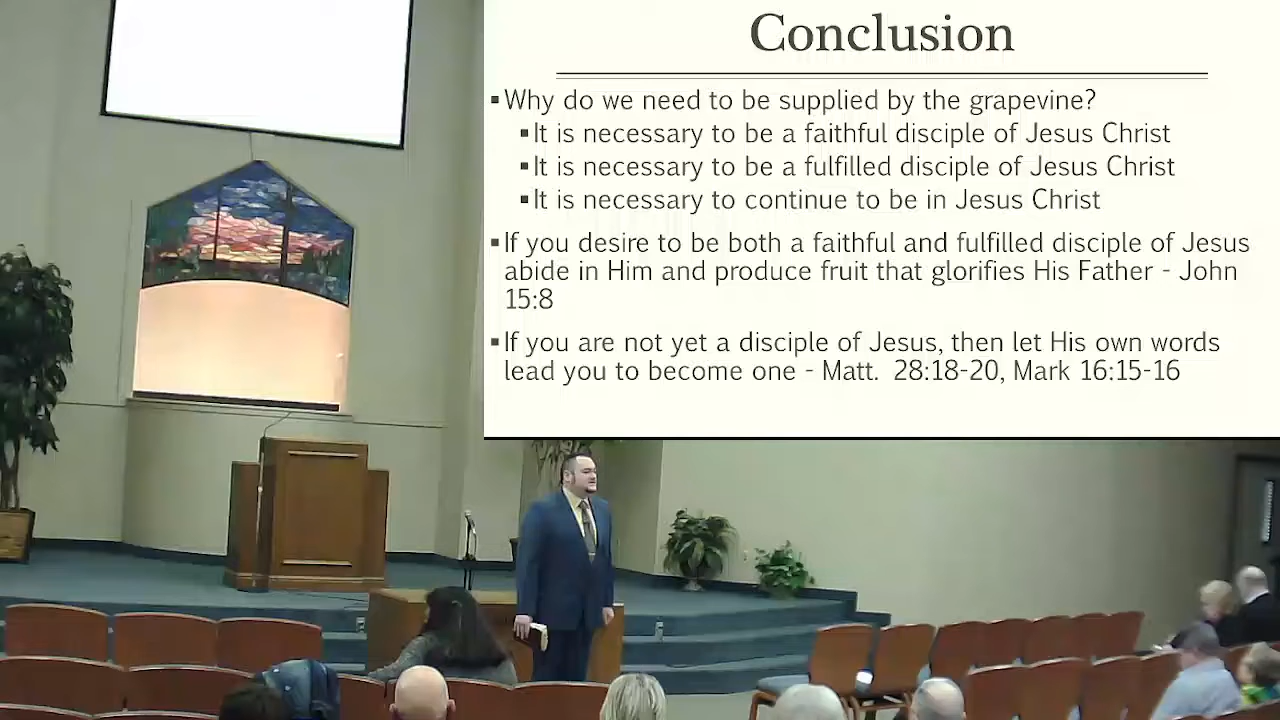 Conclusion
▪Why do we need to be supplied by the grapevine?
▪It is necessary to be a faithful disciple of Jesus Christ
▪It is necessary to be a fulfilled disciple of Jesus Christ
▪It is necessary to continue to be in Jesus Christ
▪If you desire to be both a faithful and fulfilled disciple of Jesus
abide in Him and produce fruit that glorifies His Father - John
15:8
▪If you are not yet a disciple of Jesus, then let His own words
lead you to become one - Matt. 28:18-20, Mark 16:15-16